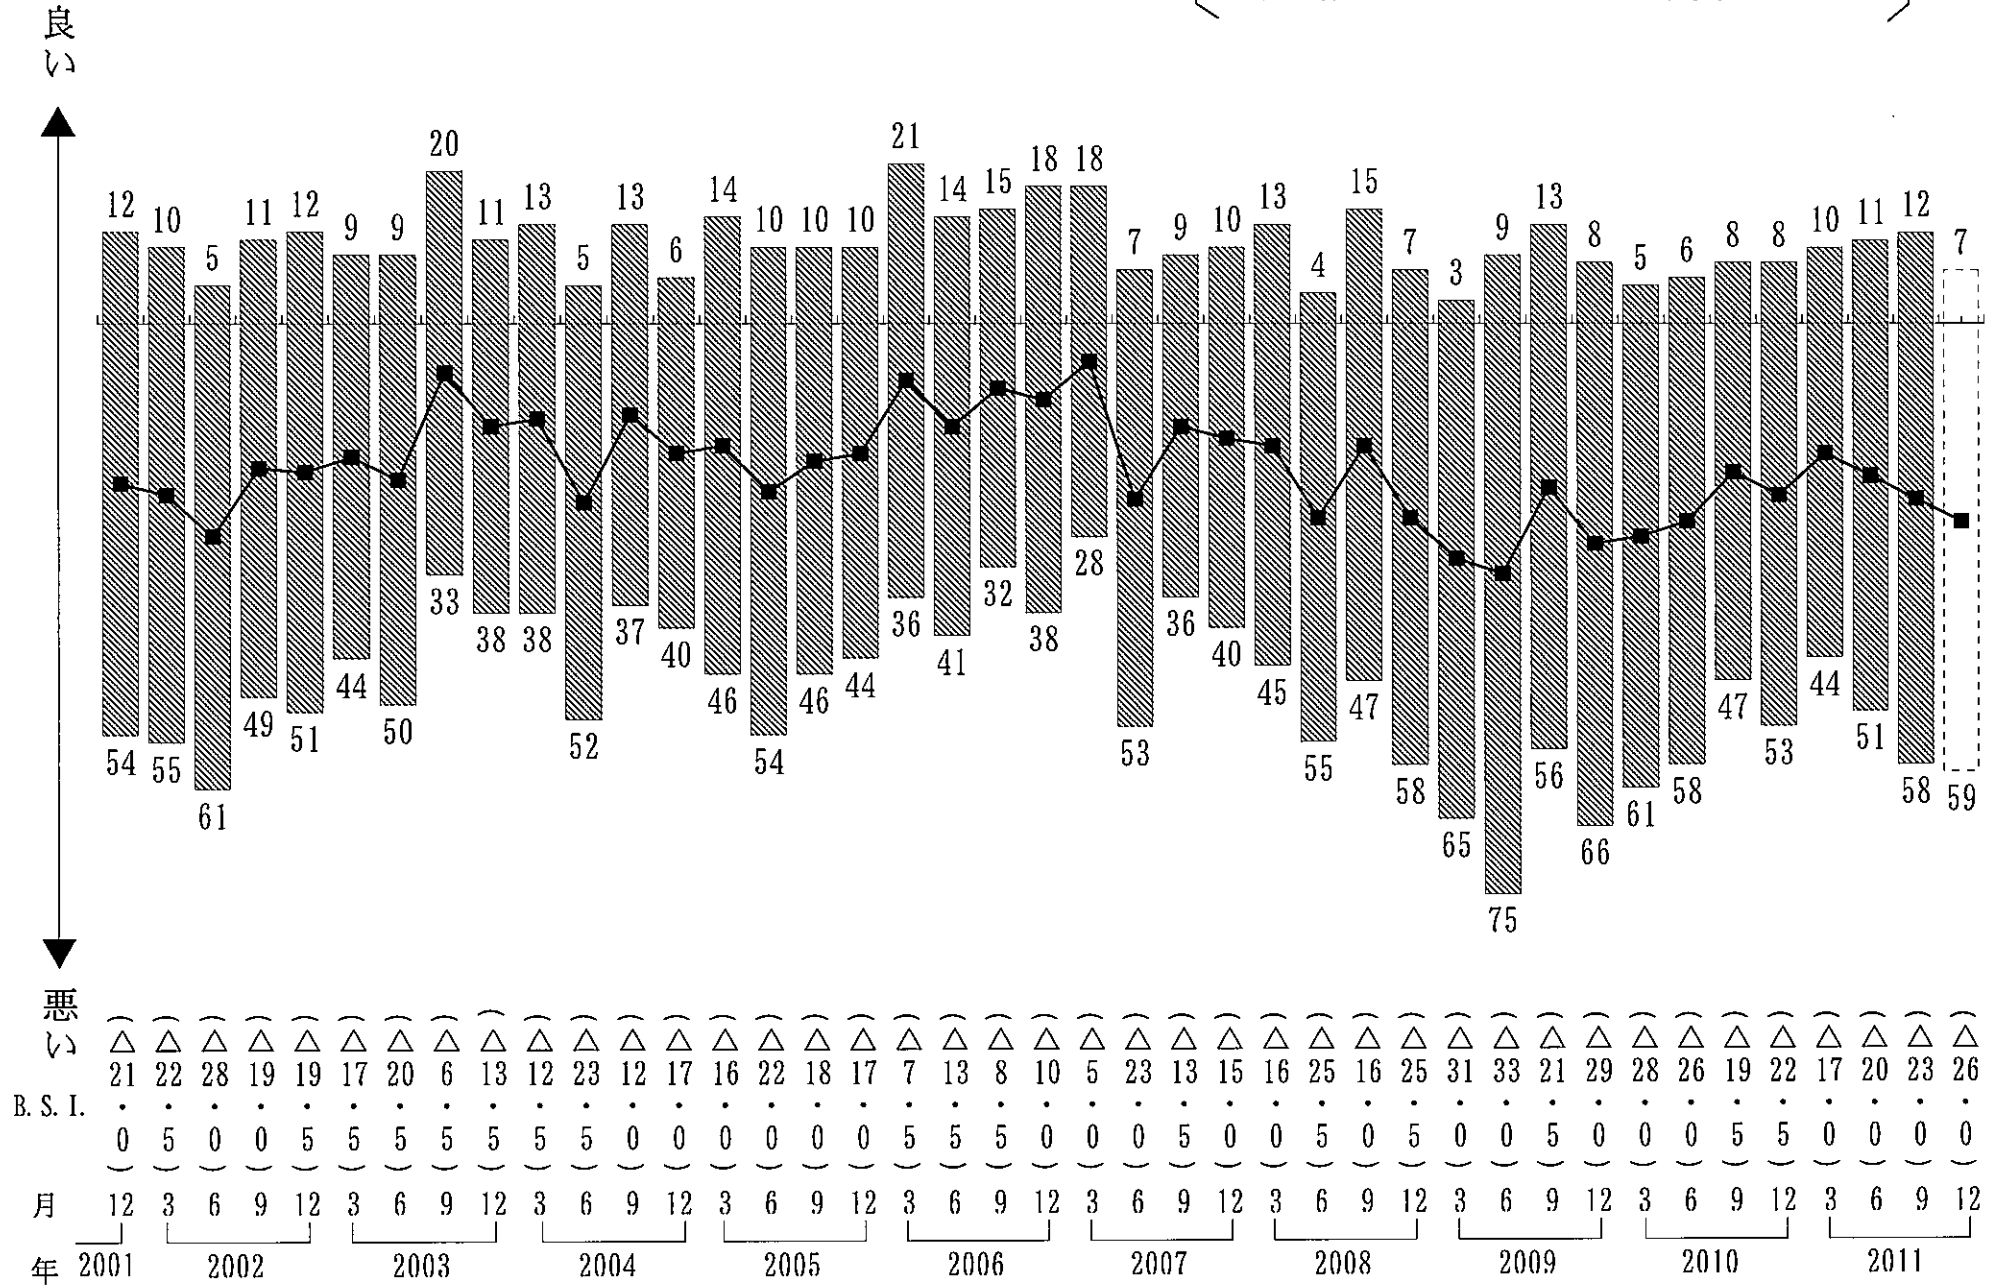 良い
12 10 5 11 12 9 9 20 11 13 5 13 6 14 10 10 10 21 14 15 18 18 7 9 10 13 4 15 7 3 9 13 8 5 6 8 8 10 11 12 7
54 55 61 49 51 44 50 33 38 38 52 37 40 46 54 46 44 36 41 32 38 28 53 36 40 45 55 47 58 65 75 56 66 61 58 47 53 44 51 58 59
悪い
B.S.I. (△21・0) (△22・5) (△28・0) (△19・0) (△19・5) (△17・5) (△20・5) (△6・5) (△13・5) (△12・5) (△23・5) (△12・0) (△17・0) (△16・0) (△22・0) (△18・0) (△17・0) (△7・5) (△13・5) (△8・5) (△10・0) (△5・0) (△23・0) (△13・5) (△15・0) (△16・0) (△25・5) (△16・0) (△25・5) (△31・0) (△33・0) (△21・5) (△29・0) (△28・0) (△26・0) (△19・5) (△22・5) (△17・0) (△20・0) (△23・0) (△26・0)
月 12 3 6 9 12 3 6 9 12 3 6 9 12 3 6 9 12 3 6 9 12 3 6 9 12 3 6 9 12 3 6 9 12 3 6 9 12 3 6 9 12
年 2001 2002 2003 2004 2005 2006 2007 2008 2009 2010 2011